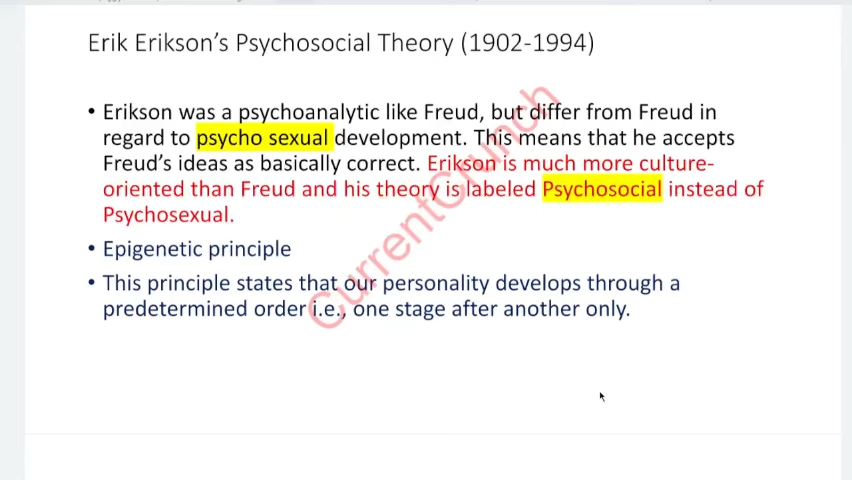 Erik Erikson’s Psychosocial Theory (1902-1994)
• Erikson was a psychoanalytic like Freud, but differ from Freud in
regard to psycho sexual development. This means that he accepts
Freud’s ideas as basically correct. Erikson is much more culture-
oriented than Freud and his theory is labeled Psychosocial instead of
Psychosexual.
• Epigenetic principle
• This principle states that our personality develops through a
predetermined order i.e., one stage after another only.
CurrentCrunch